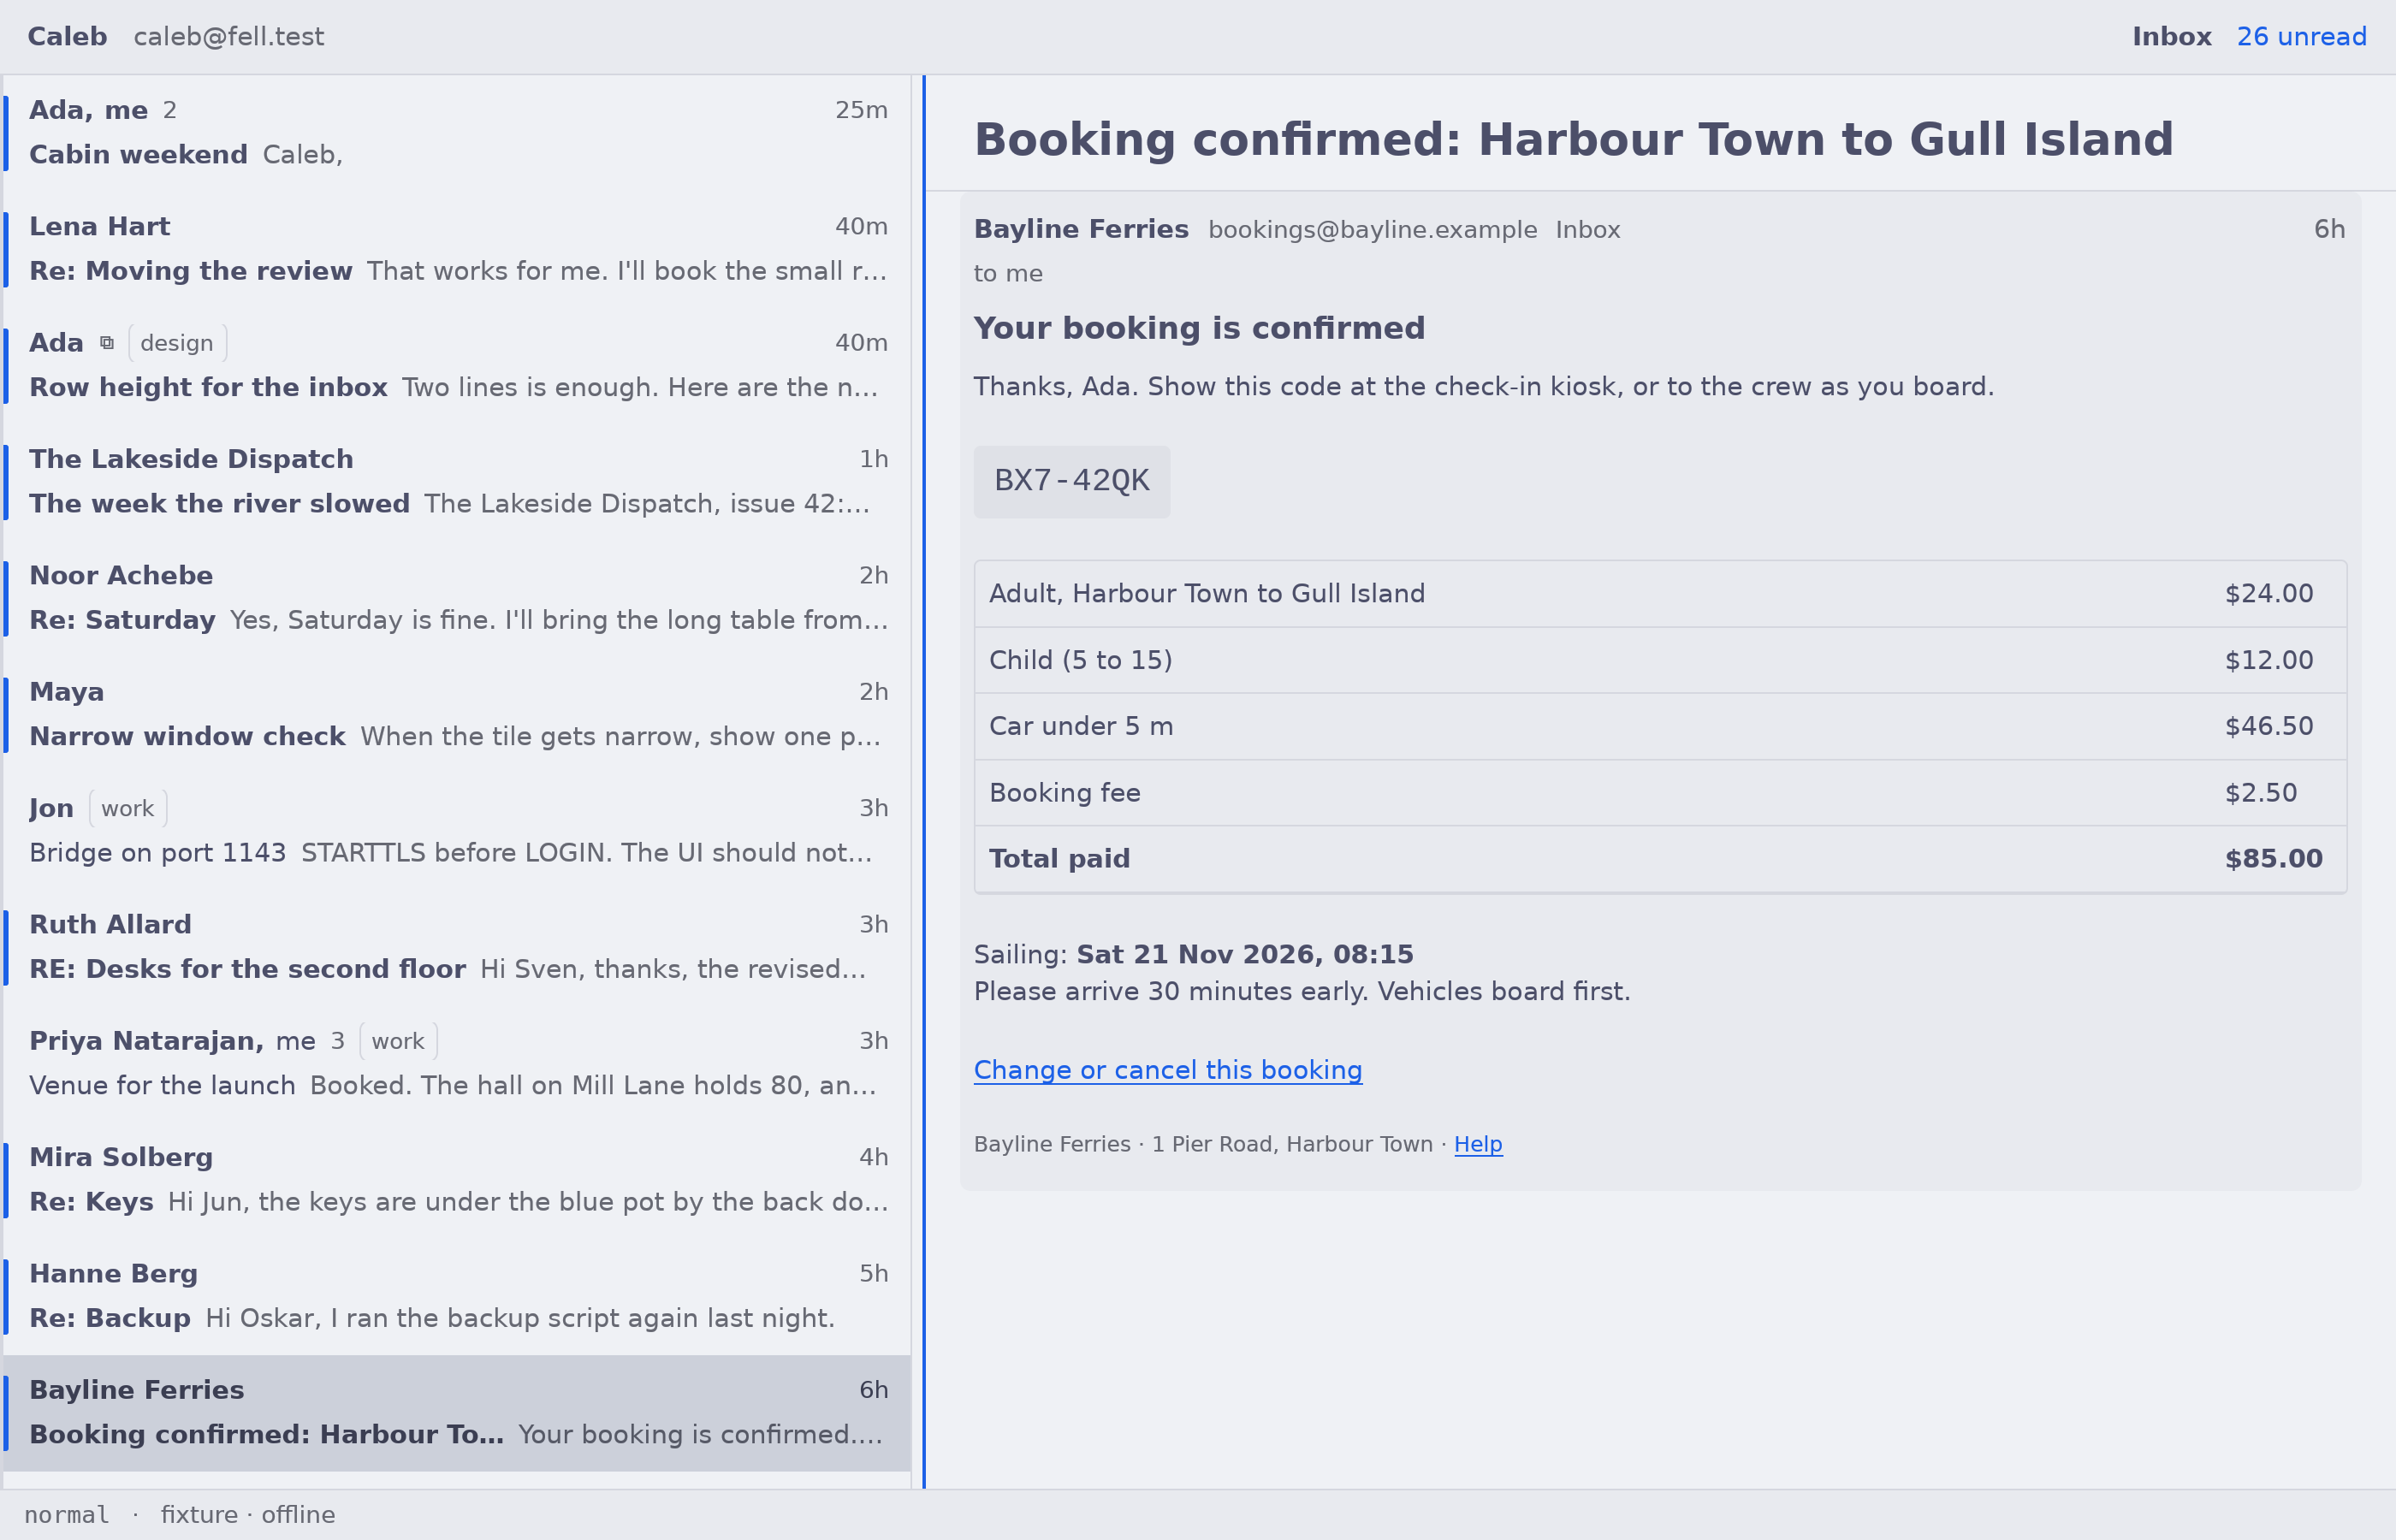 Caleb caleb@fell.test
Inbox 26 unread
Ada, me 2 25m
Cabin weekend Caleb,
Lena Hart 40m
Re: Moving the review That works for me. I'll book the small r…
Ada ⧉ design 40m
Row height for the inbox Two lines is enough. Here are the n…
The Lakeside Dispatch 1h
The week the river slowed The Lakeside Dispatch, issue 42:…
Noor Achebe 2h
Re: Saturday Yes, Saturday is fine. I'll bring the long table from…
Maya 2h
Narrow window check When the tile gets narrow, show one p…
Jon work 3h
Bridge on port 1143 STARTTLS before LOGIN. The UI should not…
Ruth Allard 3h
RE: Desks for the second floor Hi Sven, thanks, the revised…
Priya Natarajan, me 3 work 3h
Venue for the launch Booked. The hall on Mill Lane holds 80, an…
Mira Solberg 4h
Re: Keys Hi Jun, the keys are under the blue pot by the back do…
Hanne Berg 5h
Re: Backup Hi Oskar, I ran the backup script again last night.
Bayline Ferries 6h
Booking confirmed: Harbour To… Your booking is confirmed.…
Booking confirmed: Harbour Town to Gull Island
Bayline Ferries bookings@bayline.example Inbox 6h
to me
Your booking is confirmed
Thanks, Ada. Show this code at the check-in kiosk, or to the crew as you board.
BX7-42QK
Adult, Harbour Town to Gull Island $24.00
Child (5 to 15) $12.00
Car under 5 m $46.50
Booking fee $2.50
Total paid $85.00
Sailing: Sat 21 Nov 2026, 08:15
Please arrive 30 minutes early. Vehicles board first.
Change or cancel this booking
Bayline Ferries · 1 Pier Road, Harbour Town · Help
normal · fixture · offline